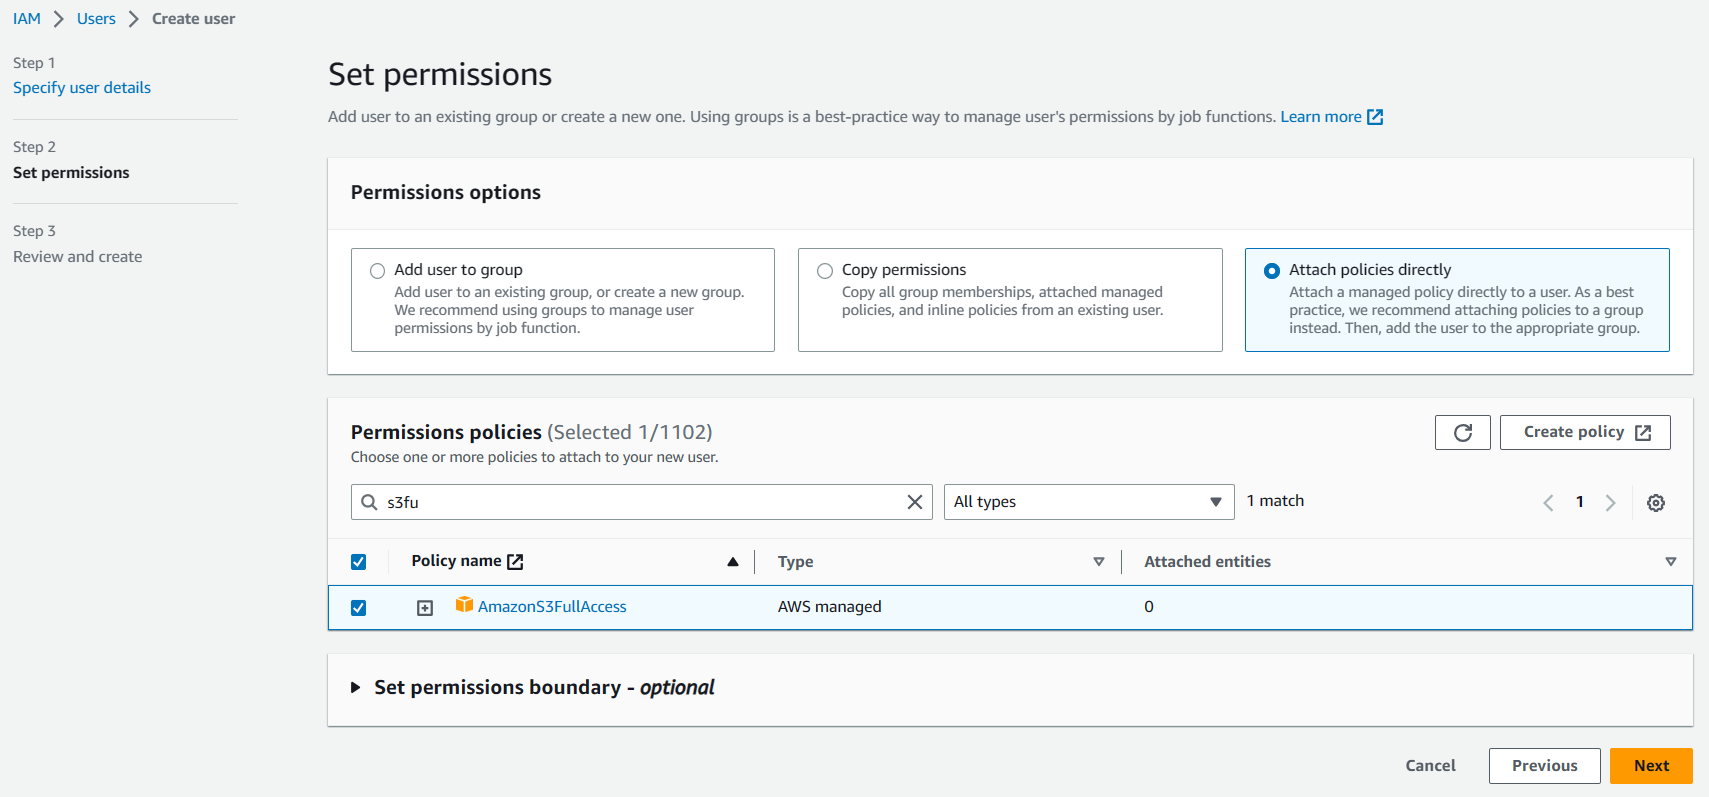 IAM > Users > Create user
Step 1
Specify user details
Step 2
Set permissions
Step 3
Review and create
Set permissions
Add user to an existing group or create a new one. Using groups is a best-practice way to manage user's permissions by job functions. Learn more
Permissions options
Add user to group
Add user to an existing group, or create a new group.
We recommend using groups to manage user
permissions by job function.
Copy permissions
Copy all group memberships, attached managed
policies, and inline policies from an existing user.
Attach policies directly
Attach a managed policy directly to a user. As a best
practice, we recommend attaching policies to a group
instead. Then, add the user to the appropriate group.
Permissions policies (Selected 1/1102)
Choose one or more policies to attach to your new user.
Create policy
s3fu
All types
1 match
1
Policy name
Type
Attached entities
AmazonS3FullAccess
AWS managed
0
Set permissions boundary - optional
Cancel
Previous
Next